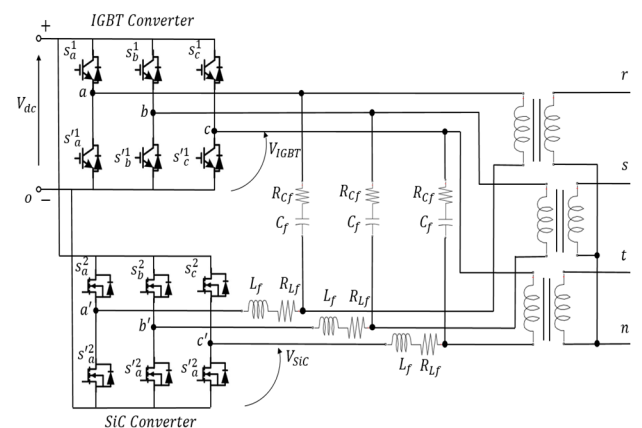 IGBT Converter
+
s_a^1 s_b^1 s_c^1
r
a
V_dc
b
c
s'_a^1 s'_b^1 s'_c^1
V_IGBT
s
o −
R_Cf R_Cf R_Cf
C_f C_f C_f
t
s_a^2 s_b^2 s_c^2
L_f R_Lf L_f R_Lf
a'
b'
n
c'
V_SiC
L_f R_Lf
s'_a^2 s'_a^2 s'_a^2
SiC Converter